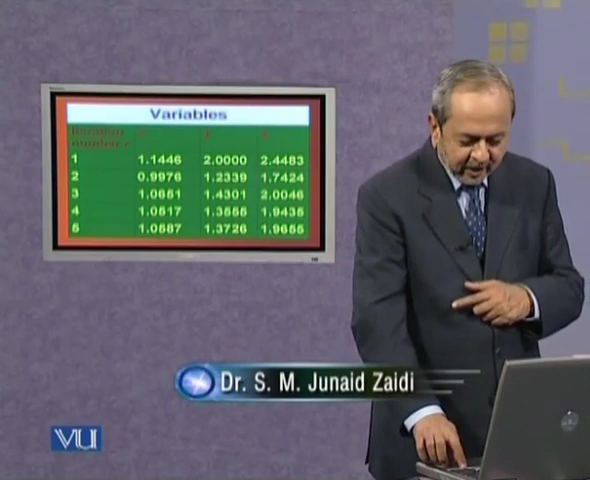 Variables
Iteration
number r
1 1.1446 2.0000 2.4483
2 0.9976 1.2339 1.7424
3 1.0651 1.4301 2.0046
4 1.0517 1.3555 1.9435
5 1.0587 1.3726 1.9655
Dr. S. M. Junaid Zaidi
VU